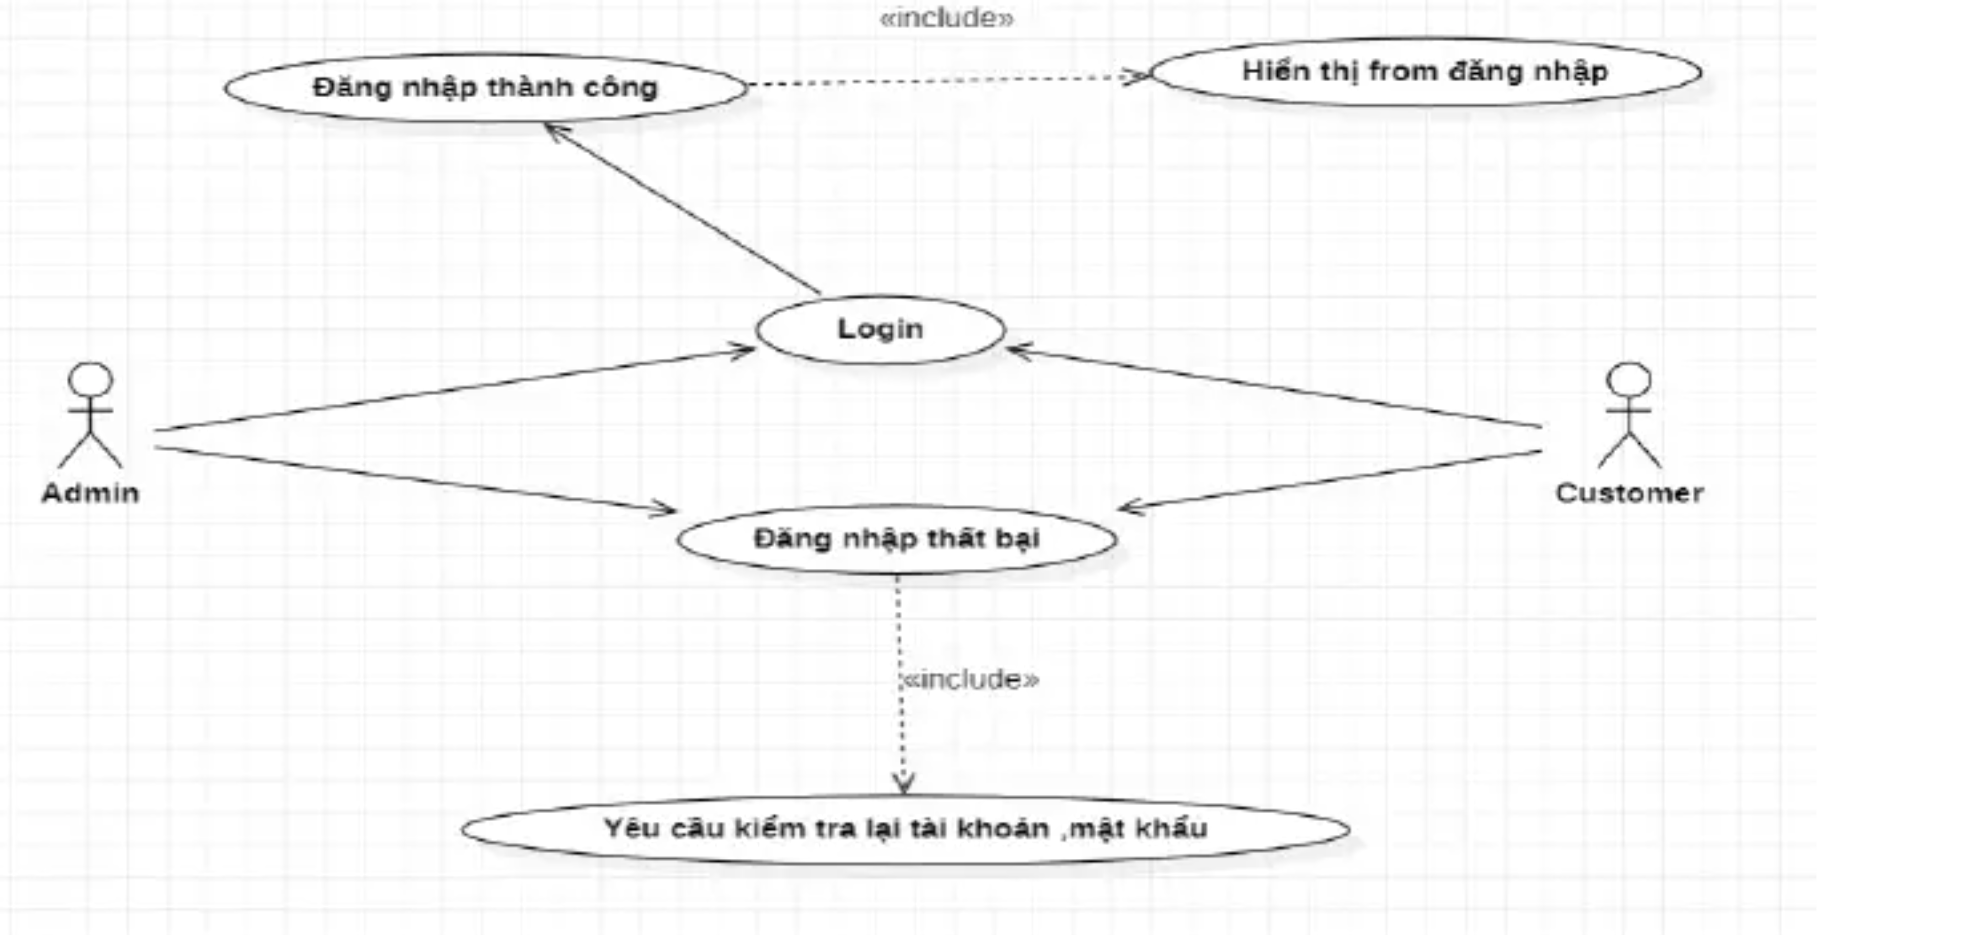 «include»
Đăng nhập thành công
Hiển thị from đăng nhập
Login
Admin
Customer
Đăng nhập thất bại
«include»
Yêu cầu kiểm tra lại tài khoản ,mật khẩu